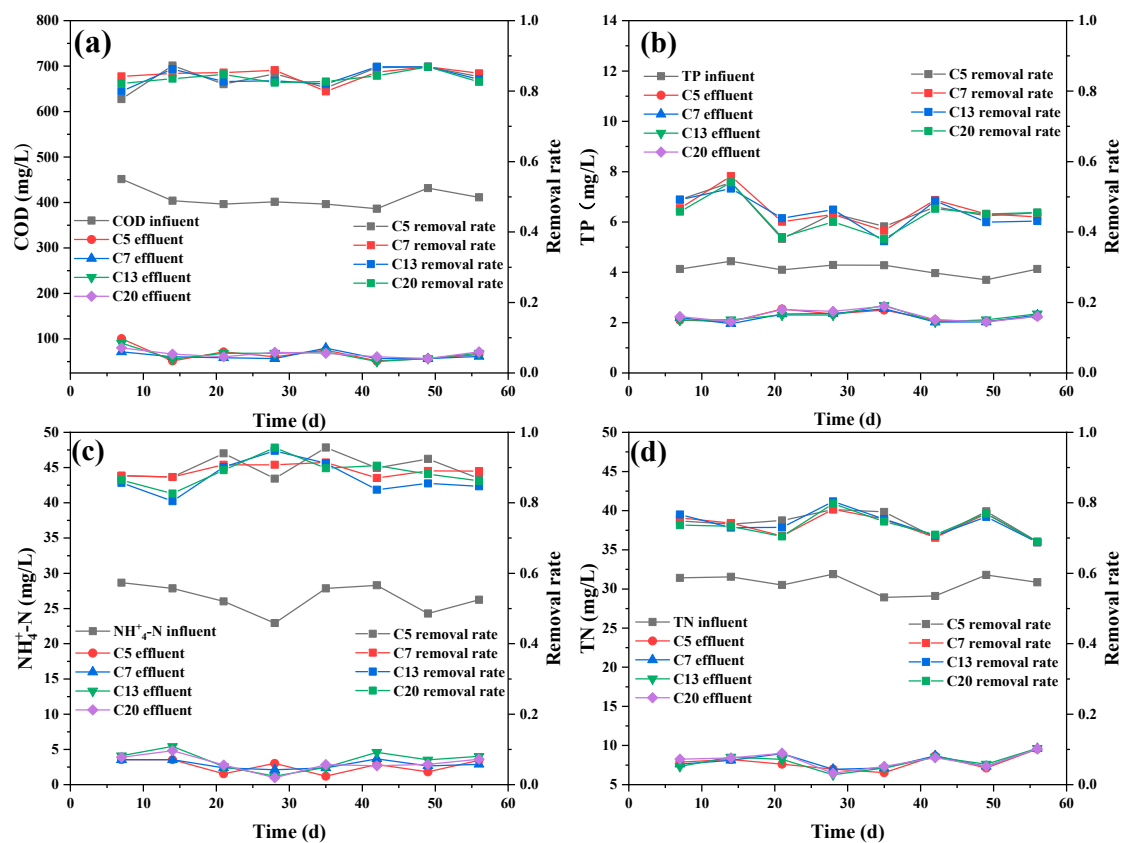 (a)
800
700
600
500
400
300
200
100
COD (mg/L)
1.0
0.8
0.6
0.4
0.2
0.0
Removal rate
COD infuent
C5 effluent
C7 effluent
C13 effluent
C20 effiuent
C5 removal rate
C7 removal rate
C13 removal rate
C20 removal rate
0 10 20 30 40 50 60
Time (d)
(b)
14
12
10
8
6
4
2
0
TP (mg/L)
1.0
0.8
0.6
0.4
0.2
0.0
Removal rate
TP infuent
C5 effluent
C7 effluent
C13 effluent
C20 effluent
C5 removal rate
C7 removal rate
C13 removal rate
C20 removal rate
0 10 20 30 40 50 60
Time (d)
(c)
50
45
40
35
30
25
20
15
10
5
0
NH₄⁺-N (mg/L)
1.0
0.8
0.6
0.4
0.2
0.0
Removal rate
NH⁺₄-N influent
C5 effluent
C7 effluent
C13 effluent
C20 effluent
C5 removal rate
C7 removal rate
C13 removal rate
C20 removal rate
0 10 20 30 40 50 60
Time (d)
(d)
50
45
40
35
30
25
20
15
10
5
TN (mg/L)
1.0
0.8
0.6
0.4
0.2
0.0
Removal rate
TN influent
C5 effluent
C7 effluent
C13 effluent
C20 effluent
C5 removal rate
C7 removal rate
C13 removal rate
C20 removal rate
0 10 20 30 40 50 60
Time (d)